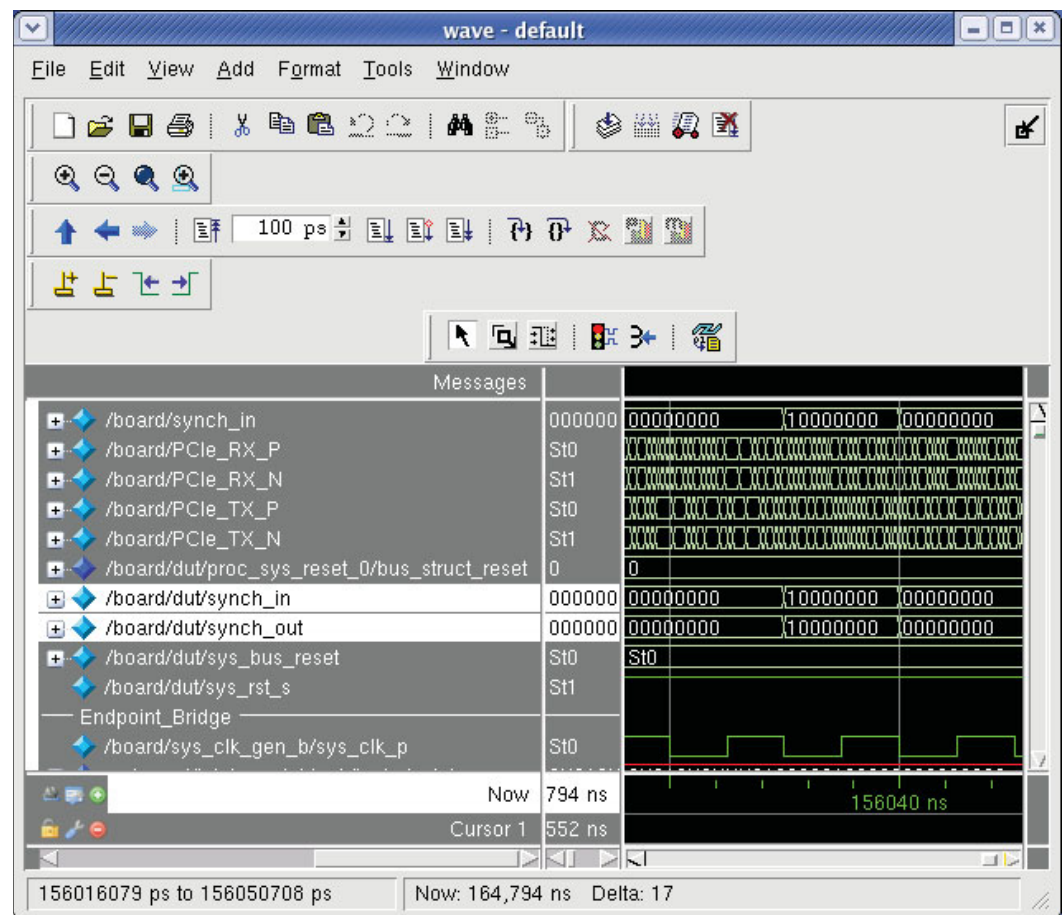 wave - default
File Edit View Add Format Tools Window
100 ps
Messages
/board/synch_in 000000 00000000 10000000 00000000
/board/PCIe_RX_P St0
/board/PCIe_RX_N St1
/board/PCIe_TX_P St0
/board/PCIe_TX_N St1
/board/dut/proc_sys_reset_0/bus_struct_reset 0 0
/board/dut/synch_in 000000 00000000 10000000 00000000
/board/dut/synch_out 000000 00000000 10000000 00000000
/board/dut/sys_bus_reset St0 St0
/board/dut/sys_rst_s St1
Endpoint_Bridge
/board/sys_clk_gen_b/sys_clk_p St0
Now 794 ns 156040 ns
Cursor 1 552 ns
156016079 ps to 156050708 ps Now: 164,794 ns Delta: 17